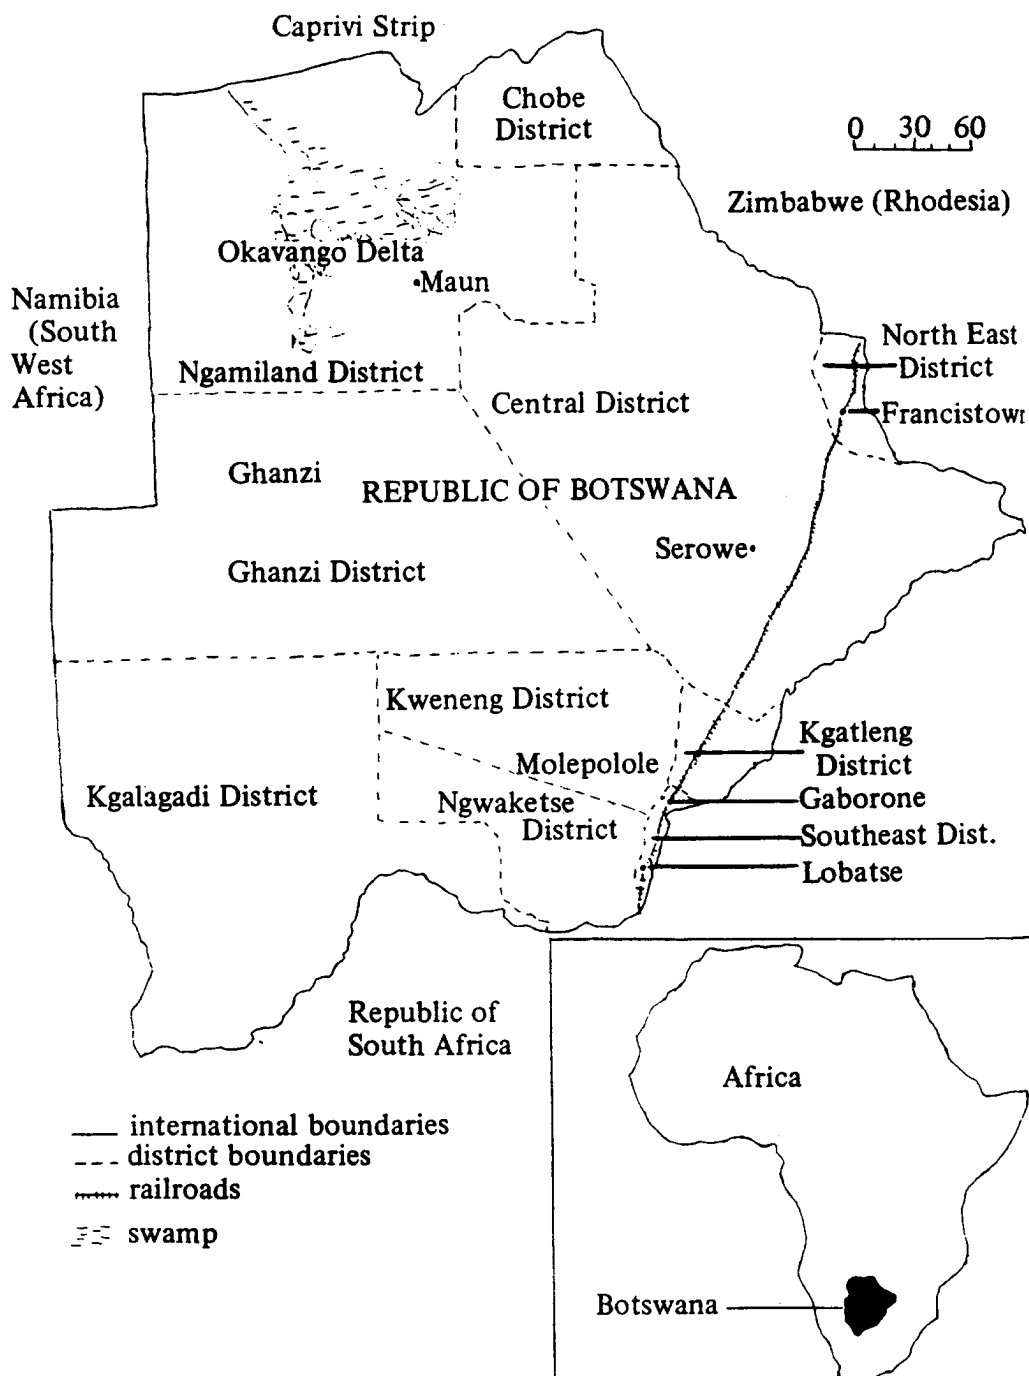 Caprivi Strip
Chobe
District
0 30 60
Zimbabwe (Rhodesia)
Okavango Delta
Maun
Namibia
(South
West
Africa)
North East
District
Ngamiland District
Central District
Francistown
Ghanzi
REPUBLIC OF BOTSWANA
Serowe
Ghanzi District
Kweneng District
Kgatleng
District
Molepolole
Kgalagadi District
Ngwaketse
District
Gaborone
Southeast Dist.
Lobatse
Republic of
South Africa
Africa
international boundaries
district boundaries
railroads
swamp
Botswana